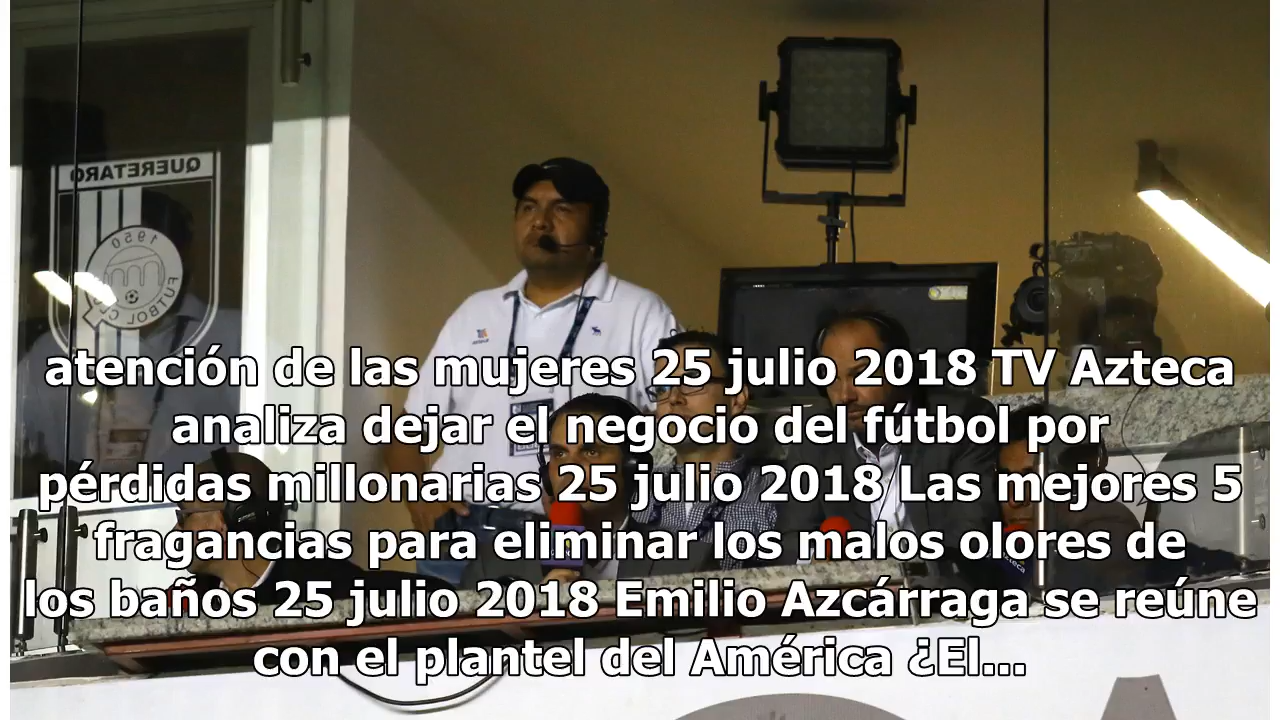 QUERETARO
1950
FUTBOL CLUB
atención de las mujeres 25 julio 2018 TV Azteca
analiza dejar el negocio del fútbol por
pérdidas millonarias 25 julio 2018 Las mejores 5
fragancias para eliminar los malos olores de
los baños 25 julio 2018 Emilio Azcárraga se reúne
con el plantel del América ¿El...